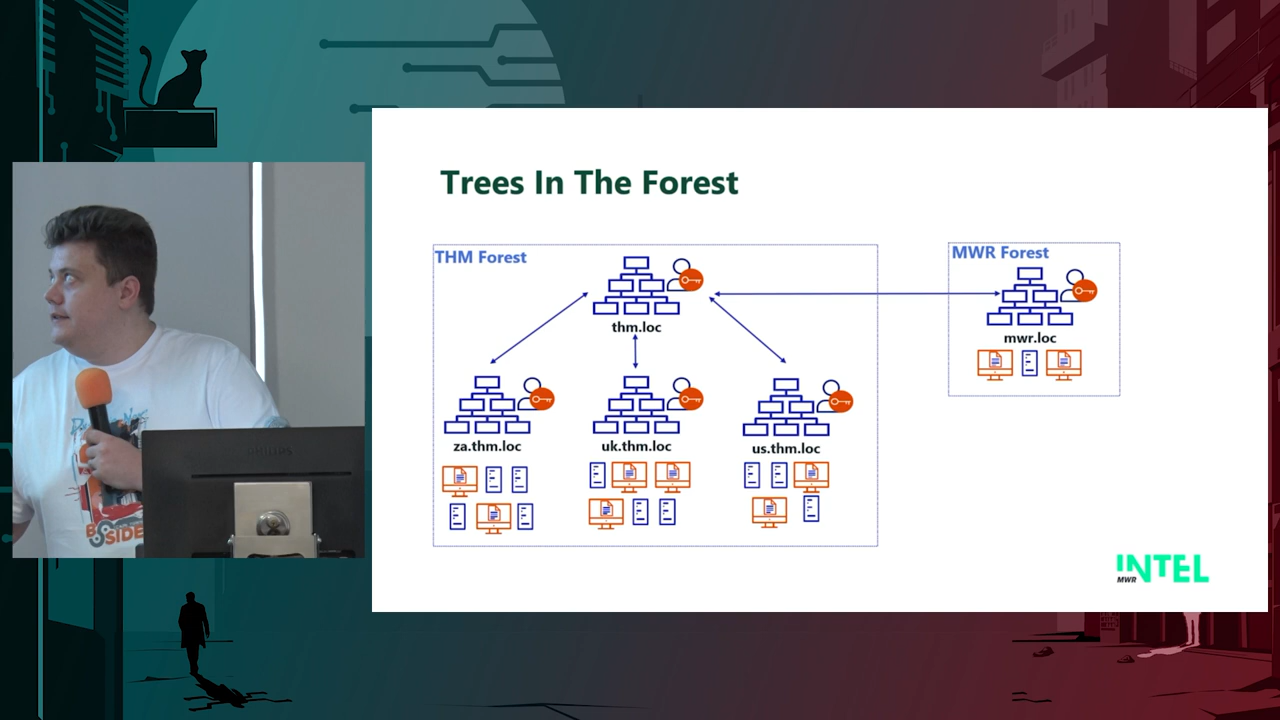 Trees In The Forest
THM Forest
MWR Forest
thm.loc
mwr.loc
za.thm.loc
uk.thm.loc
us.thm.loc
INTEL
MWR
PHILIPS
B SIDE